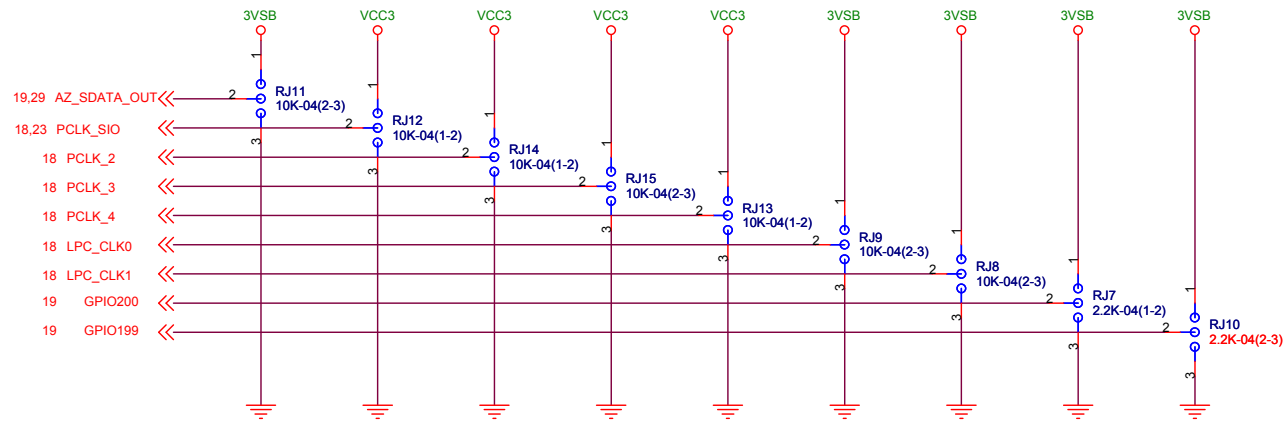 3VSB VCC3 VCC3 VCC3 VCC3 3VSB 3VSB 3VSB 3VSB
1
19,29 AZ_SDATA_OUT 2 RJ11
10K-04(2-3)
3
1
18,23 PCLK_SIO 2 RJ12
10K-04(1-2)
3
1
18 PCLK_2 2 RJ14
10K-04(1-2)
3
1
18 PCLK_3 2 RJ15
10K-04(2-3)
3
1
18 PCLK_4 2 RJ13
10K-04(1-2)
3
1
18 LPC_CLK0 2 RJ9
10K-04(2-3)
3
1
18 LPC_CLK1 2 RJ8
10K-04(2-3)
3
1
19 GPIO200 2 RJ7
2.2K-04(1-2)
3
1
19 GPIO199 2 RJ10
2.2K-04(2-3)
3